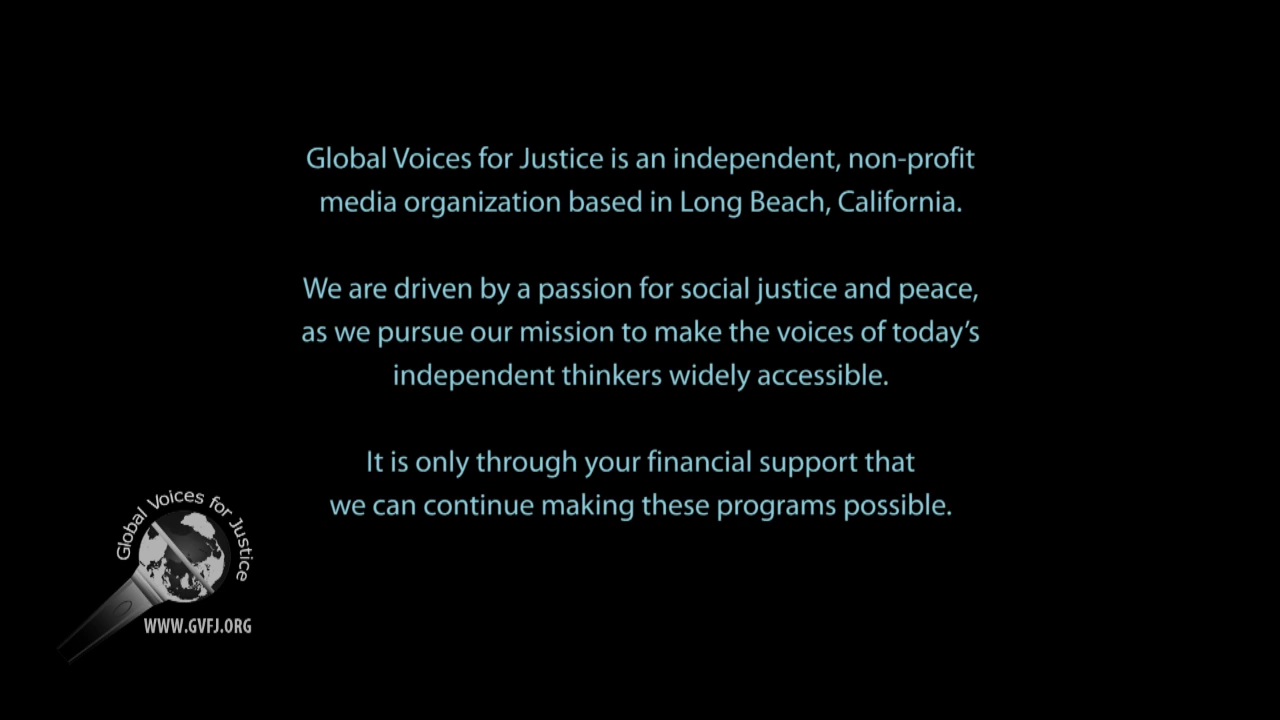 Global Voices for Justice is an independent, non-profit
media organization based in Long Beach, California.
We are driven by a passion for social justice and peace,
as we pursue our mission to make the voices of today’s
independent thinkers widely accessible.
It is only through your financial support that
we can continue making these programs possible.
Global Voices for Justice
WWW.GVFJ.ORG